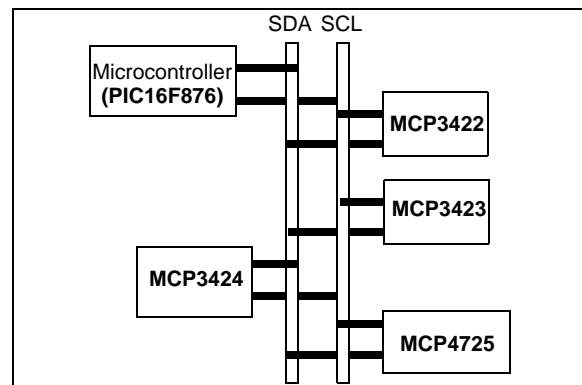 SDA SCL
Microcontroller
(PIC16F876)
MCP3422
MCP3423
MCP3424
MCP4725